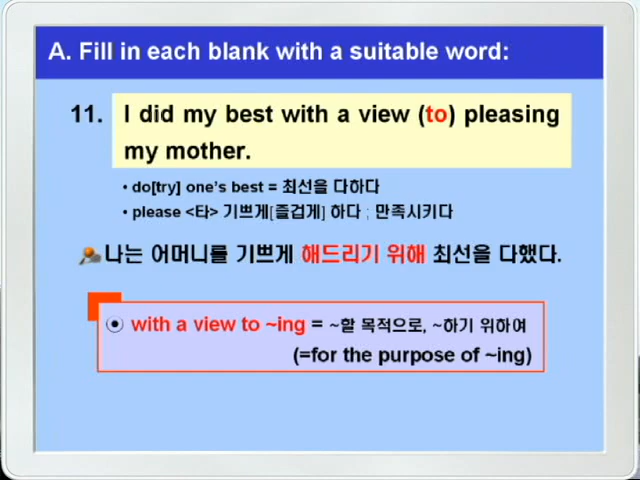 A. Fill in each blank with a suitable word:
11. I did my best with a view (to) pleasing
my mother.
• do[try] one's best = 최선을 다하다
• please <타> 기쁘게[즐겁게] 하다 ; 만족시키다
나는 어머니를 기쁘게 해드리기 위해 최선을 다했다.
with a view to ~ing = ~할 목적으로, ~하기 위하여
(=for the purpose of ~ing)